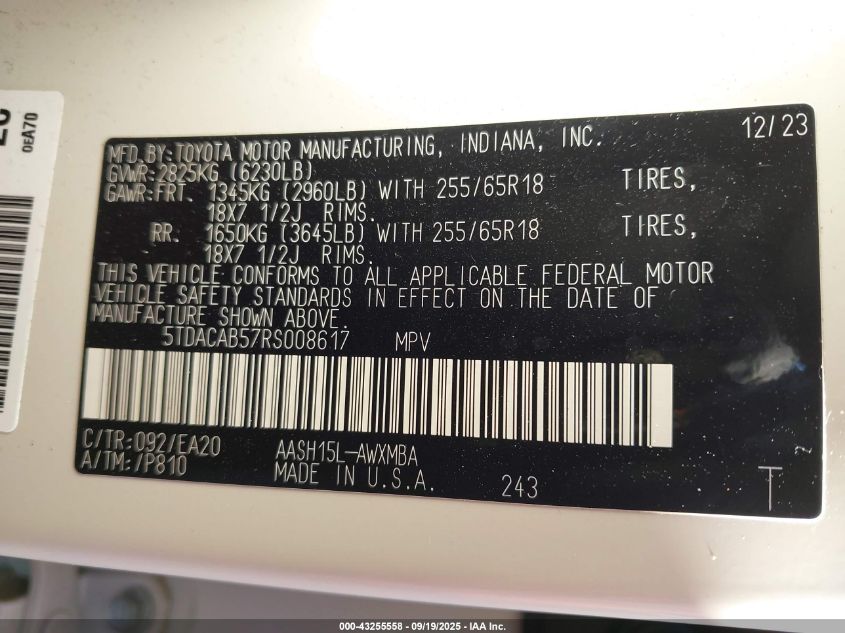 0EA70
12/23
MFD.BY:TOYOTA MOTOR MANUFACTURING, INDIANA, INC.
GVWR:2825KG (6230LB)
GAWR:FRT. 1345KG (2960LB) WITH 255/65R18 TIRES,
18X7 1/2J RIMS.
RR. 1650KG (3645LB) WITH 255/65R18 TIRES,
18X7 1/2J RIMS.
THIS VEHICLE CONFORMS TO ALL APPLICABLE FEDERAL MOTOR
VEHICLE SAFETY STANDARDS IN EFFECT ON THE DATE OF
MANUFACTURE SHOWN ABOVE.
5TDACAB57RS008617 MPV
C/TR:092/EA20 AASH15L-AWXMBA
A/TM:/P810 MADE IN U.S.A. 243 T
2
000-43255558 - 09/19/2025 - IAA Inc.